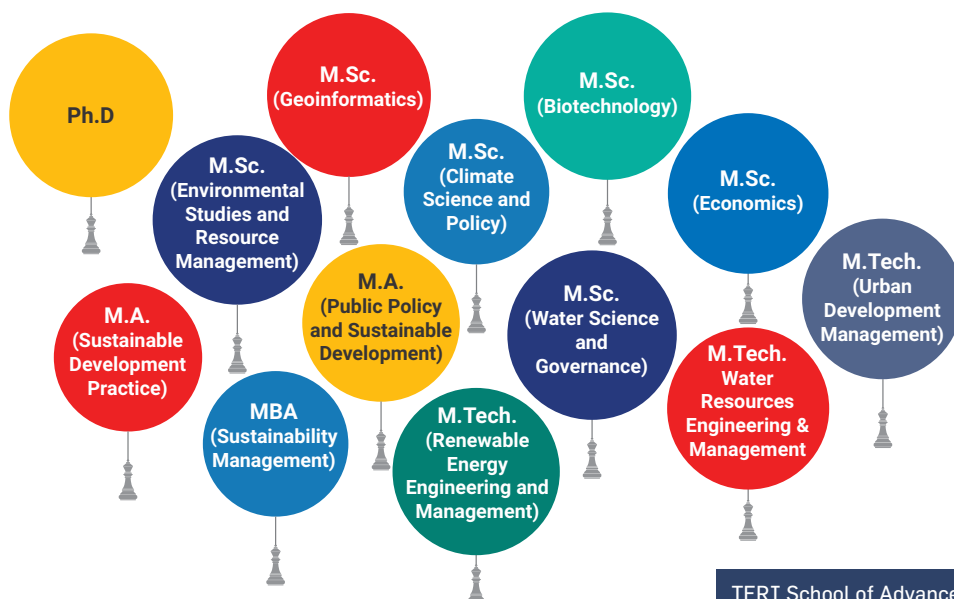 Ph.D
M.Sc.
(Geoinformatics)
M.Sc.
(Biotechnology)
M.Sc.
(Environmental
Studies and
Resource
Management)
M.Sc.
(Climate
Science and
Policy)
M.Sc.
(Economics)
M.Tech.
(Urban
Development
Management)
M.A.
(Sustainable
Development
Practice)
M.A.
(Public Policy
and Sustainable
Development)
M.Sc.
(Water Science
and
Governance)
M.Tech.
Water
Resources
Engineering &
Management
MBA
(Sustainability
Management)
M.Tech.
(Renewable
Energy
Engineering and
Management)
TERI School of Advance